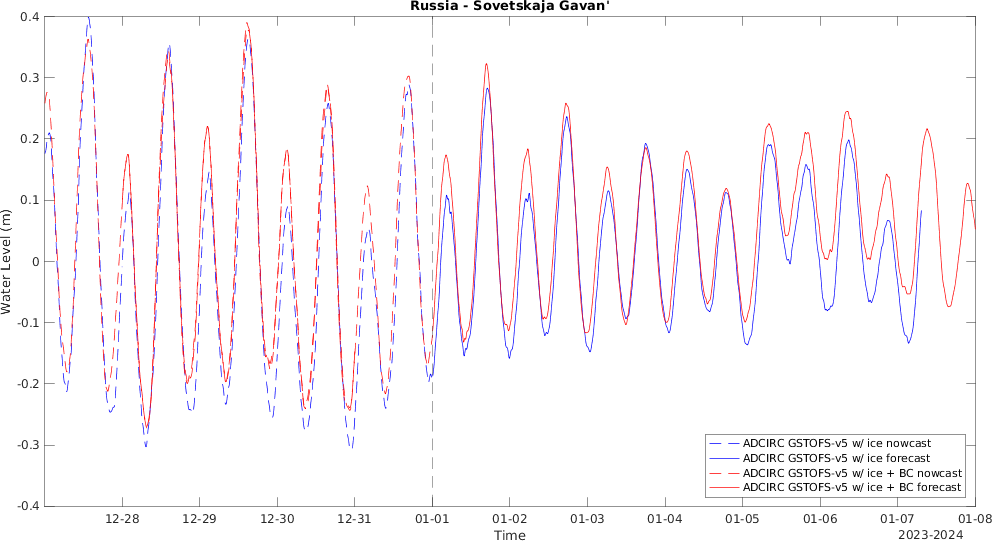 Russia - Sovetskaja Gavan'
Water Level (m)
0.4
0.3
0.2
0.1
0
-0.1
-0.2
-0.3
-0.4
12-28 12-29 12-30 12-31 01-01 01-02 01-03 01-04 01-05 01-06 01-07 01-08
Time
2023-2024
ADCIRC GSTOFS-v5 w/ ice nowcast
ADCIRC GSTOFS-v5 w/ ice forecast
ADCIRC GSTOFS-v5 w/ ice + BC nowcast
ADCIRC GSTOFS-v5 w/ ice + BC forecast